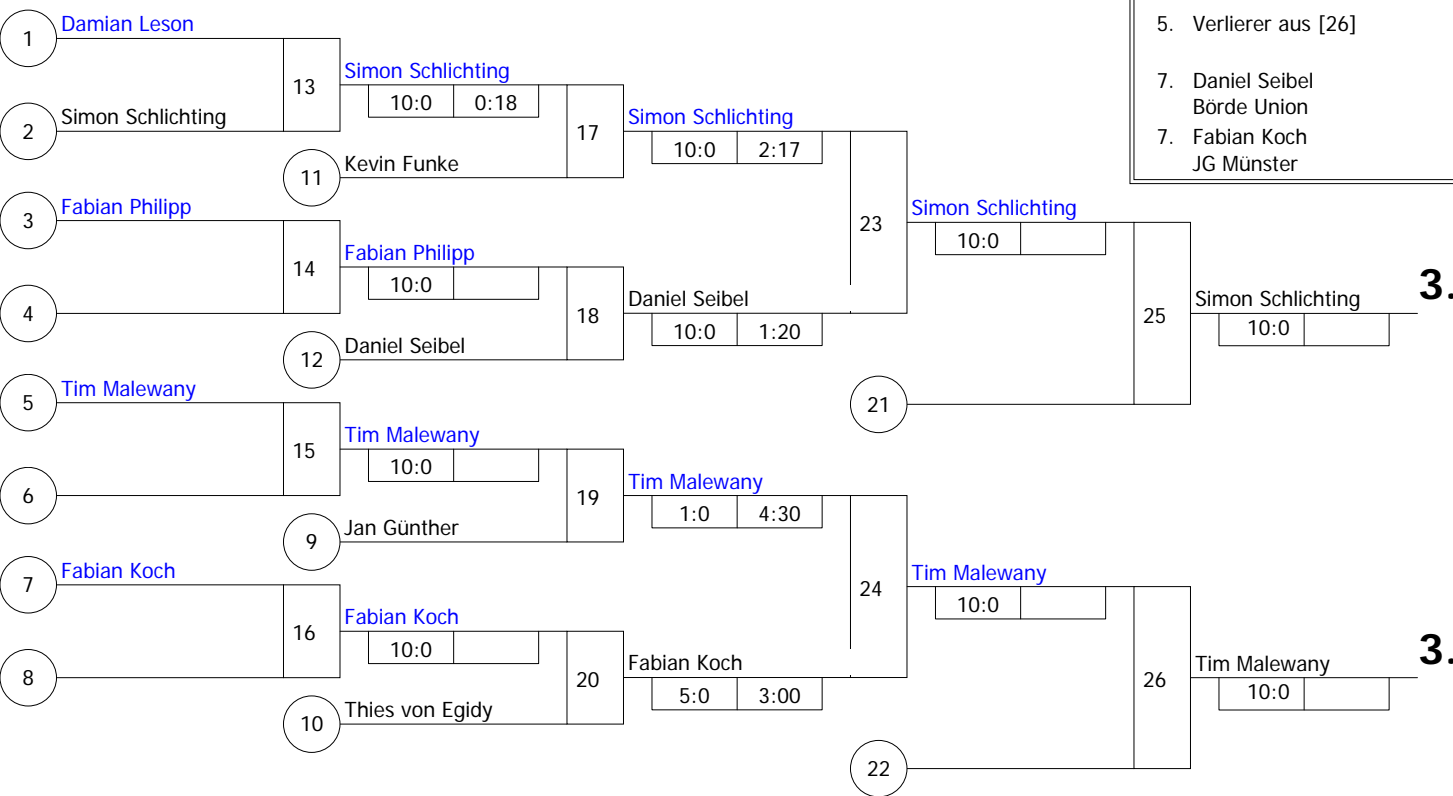 5. Verlierer aus [26]
7. Daniel Seibel
Börde Union
7. Fabian Koch
JG Münster
1 Damian Leson
2 Simon Schlichting
13 Simon Schlichting
10:0 0:18
11 Kevin Funke
17 Simon Schlichting
10:0 2:17
3 Fabian Philipp
4
14 Fabian Philipp
10:0
12 Daniel Seibel
18 Daniel Seibel
10:0 1:20
23 Simon Schlichting
10:0
21
25 Simon Schlichting 3.
10:0
5 Tim Malewany
6
15 Tim Malewany
10:0
9 Jan Günther
19 Tim Malewany
1:0 4:30
7 Fabian Koch
8
16 Fabian Koch
10:0
10 Thies von Egidy
20 Fabian Koch
5:0 3:00
24 Tim Malewany
10:0
22
26 Tim Malewany 3.
10:0